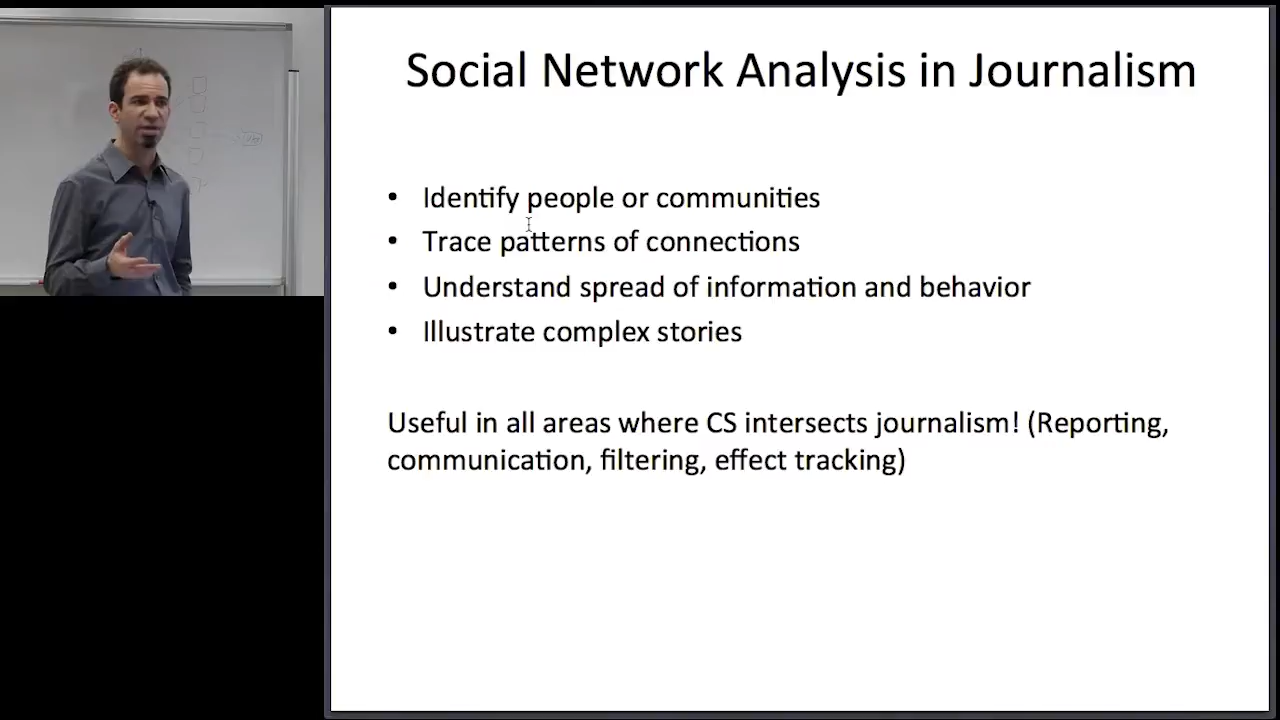 Social Network Analysis in Journalism
• Identify people or communities
• Trace patterns of connections
• Understand spread of information and behavior
• Illustrate complex stories
Useful in all areas where CS intersects journalism! (Reporting,
communication, filtering, effect tracking)